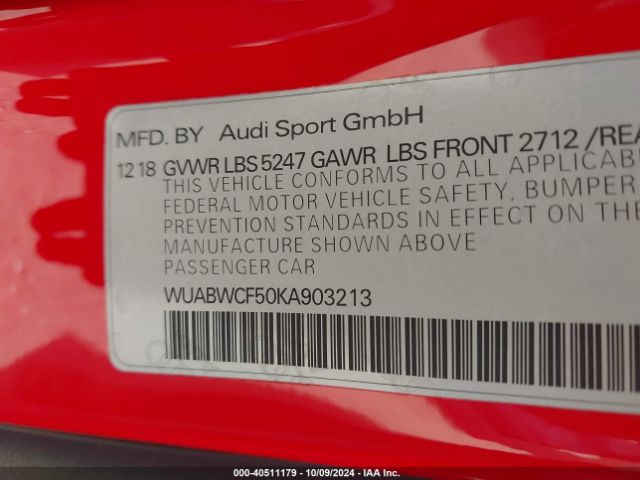 MFD. BY Audi Sport GmbH
12 18 GVWR LBS 5247 GAWR LBS FRONT 2712 /REA
THIS VEHICLE CONFORMS TO ALL APPLICABL
FEDERAL MOTOR VEHICLE SAFETY, BUMPER
PREVENTION STANDARDS IN EFFECT ON THE
MANUFACTURE SHOWN ABOVE
PASSENGER CAR
WUABWCF50KA903213
000-40511179 - 10/09/2024 - IAA Inc.